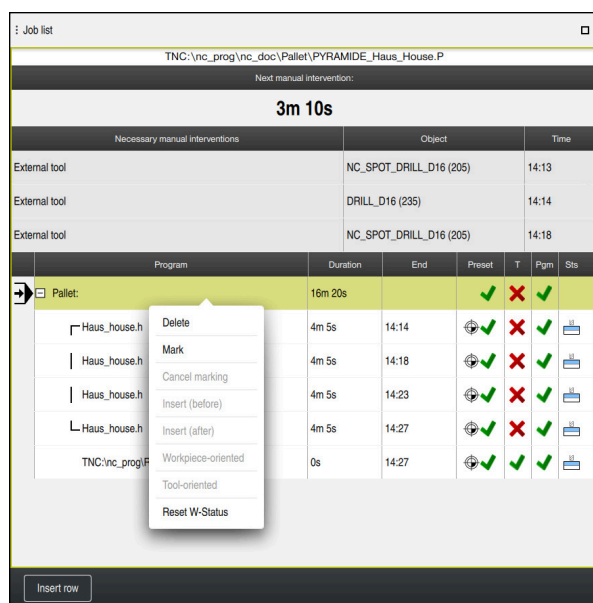 Job list
TNC:\nc_prog\nc_doc\Pallet\PYRAMIDE_Haus_House.P
Next manual intervention:
3m 10s
Necessary manual interventions Object Time
External tool NC_SPOT_DRILL_D16 (205) 14:13
External tool DRILL_D16 (235) 14:14
External tool NC_SPOT_DRILL_D16 (205) 14:18
Program Duration End Preset T Pgm Sts
Pallet: 16m 20s
Haus_house.h 4m 5s 14:14
Haus_house.h 4m 5s 14:18
Haus_house.h 4m 5s 14:23
Haus_house.h 4m 5s 14:27
TNC:\nc_prog\ 0s 14:27
Delete
Mark
Cancel marking
Insert (before)
Insert (after)
Workpiece-oriented
Tool-oriented
Reset W-Status
Insert row